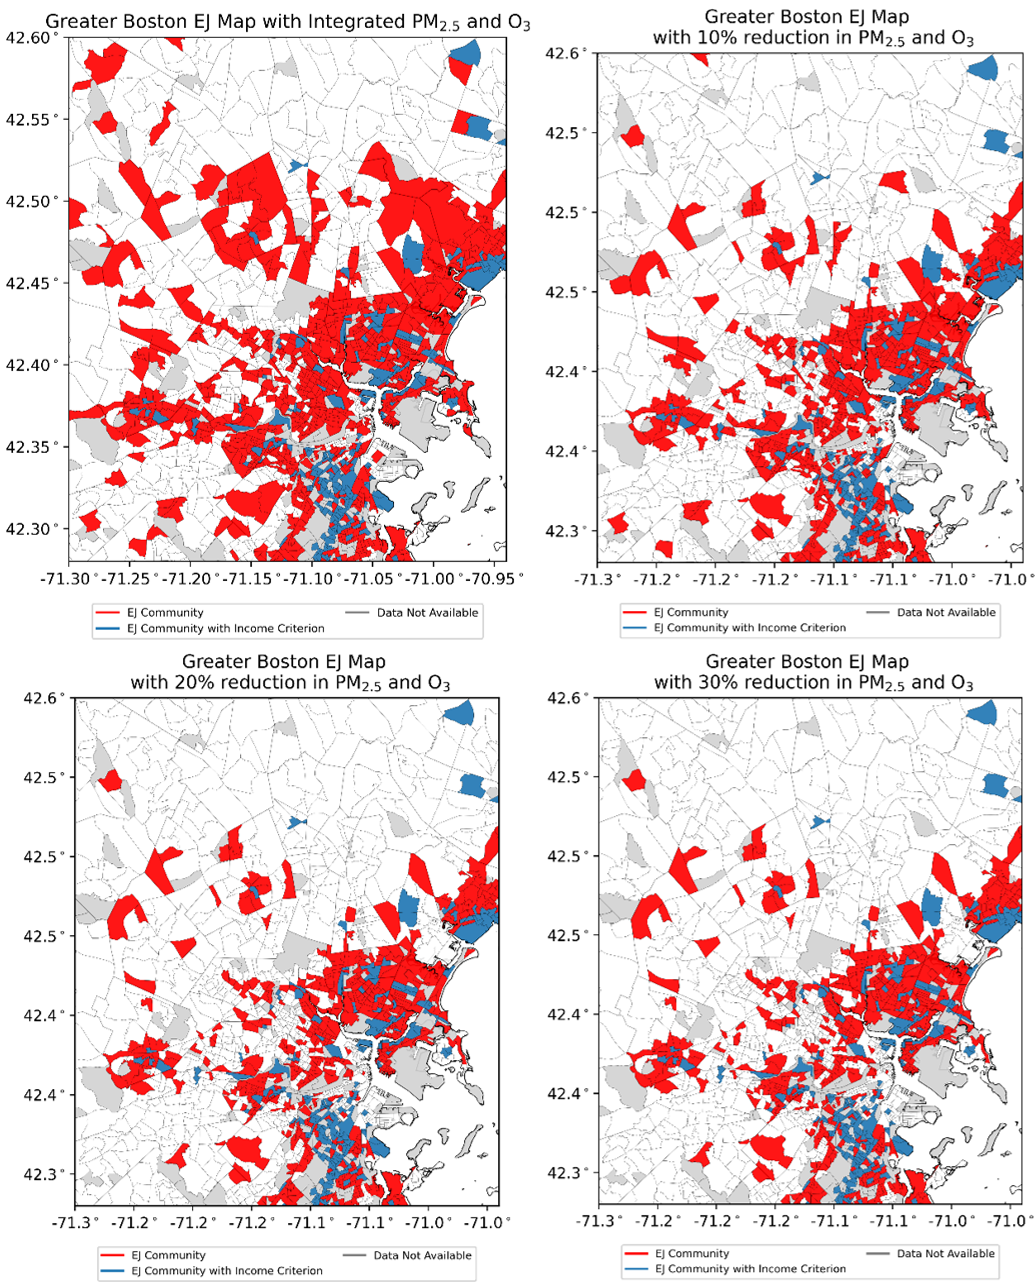 Greater Boston EJ Map with Integrated PM2.5 and O3
42.60°
42.55°
42.50°
42.45°
42.40°
42.35°
42.30°
-71.30° -71.25° -71.20° -71.15° -71.10° -71.05° -71.00° -70.95°
EJ Community
EJ Community with Income Criterion
Data Not Available
Greater Boston EJ Map
with 10% reduction in PM2.5 and O3
42.6°
42.5°
42.5°
42.5°
42.4°
42.4°
42.3°
-71.3° -71.2° -71.2° -71.2° -71.1° -71.1° -71.0° -71.0°
EJ Community
EJ Community with Income Criterion
Data Not Available
Greater Boston EJ Map
with 20% reduction in PM2.5 and O3
42.6°
42.5°
42.5°
42.5°
42.4°
42.4°
42.3°
-71.3° -71.2° -71.2° -71.2° -71.1° -71.1° -71.0° -71.0°
EJ Community
EJ Community with Income Criterion
Data Not Available
Greater Boston EJ Map
with 30% reduction in PM2.5 and O3
42.6°
42.5°
42.5°
42.5°
42.4°
42.4°
42.3°
-71.3° -71.2° -71.2° -71.2° -71.1° -71.1° -71.0° -71.0°
EJ Community
EJ Community with Income Criterion
Data Not Available